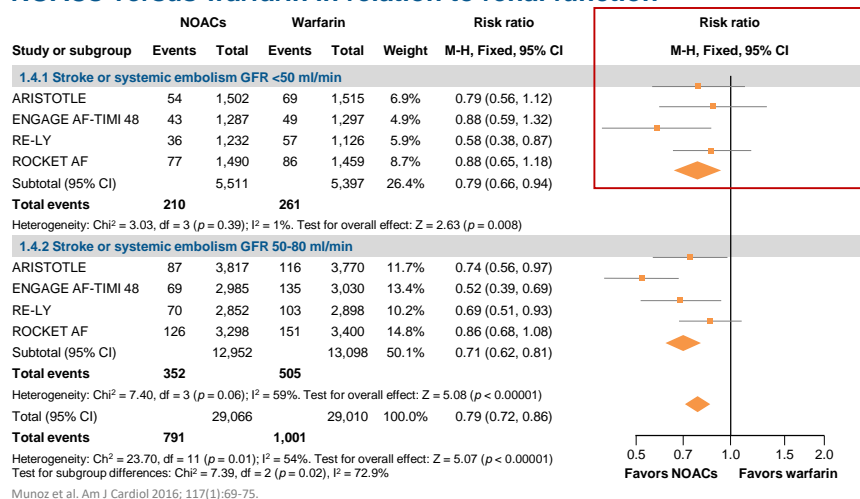 NOACs Warfarin Risk ratio Risk ratio
Study or subgroup Events Total Events Total Weight M-H, Fixed, 95% CI M-H, Fixed, 95% CI
1.4.1 Stroke or systemic embolism GFR <50 ml/min
ARISTOTLE 54 1,502 69 1,515 6.9% 0.79 (0.56, 1.12)
ENGAGE AF-TIMI 48 43 1,287 49 1,297 4.9% 0.88 (0.59, 1.32)
RE-LY 36 1,232 57 1,126 5.9% 0.58 (0.38, 0.87)
ROCKET AF 77 1,490 86 1,459 8.7% 0.88 (0.65, 1.18)
Subtotal (95% CI) 5,511 5,397 26.4% 0.79 (0.66, 0.94)
Total events 210 261
Heterogeneity: Chi² = 3.03, df = 3 (p = 0.39); I² = 1%. Test for overall effect: Z = 2.63 (p = 0.008)
1.4.2 Stroke or systemic embolism GFR 50-80 ml/min
ARISTOTLE 87 3,817 116 3,770 11.7% 0.74 (0.56, 0.97)
ENGAGE AF-TIMI 48 69 2,985 135 3,030 13.4% 0.52 (0.39, 0.69)
RE-LY 70 2,852 103 2,898 10.2% 0.69 (0.51, 0.93)
ROCKET AF 126 3,298 151 3,400 14.8% 0.86 (0.68, 1.08)
Subtotal (95% CI) 12,952 13,098 50.1% 0.71 (0.62, 0.81)
Total events 352 505
Heterogeneity: Chi² = 7.40, df = 3 (p = 0.06); I² = 59%. Test for overall effect: Z = 5.08 (p < 0.00001)
Total (95% CI) 29,066 29,010 100.0% 0.79 (0.72, 0.86)
Total events 791 1,001
Heterogeneity: Ch² = 23.70, df = 11 (p = 0.01); I² = 54%. Test for overall effect: Z = 5.07 (p < 0.00001)
Test for subgroup differences: Chi² = 7.39, df = 2 (p = 0.02), I² = 72.9%
0.5 0.7 1.0 1.5 2.0
Favors NOACs Favors warfarin
Munoz et al. Am J Cardiol 2016; 117(1):69-75.